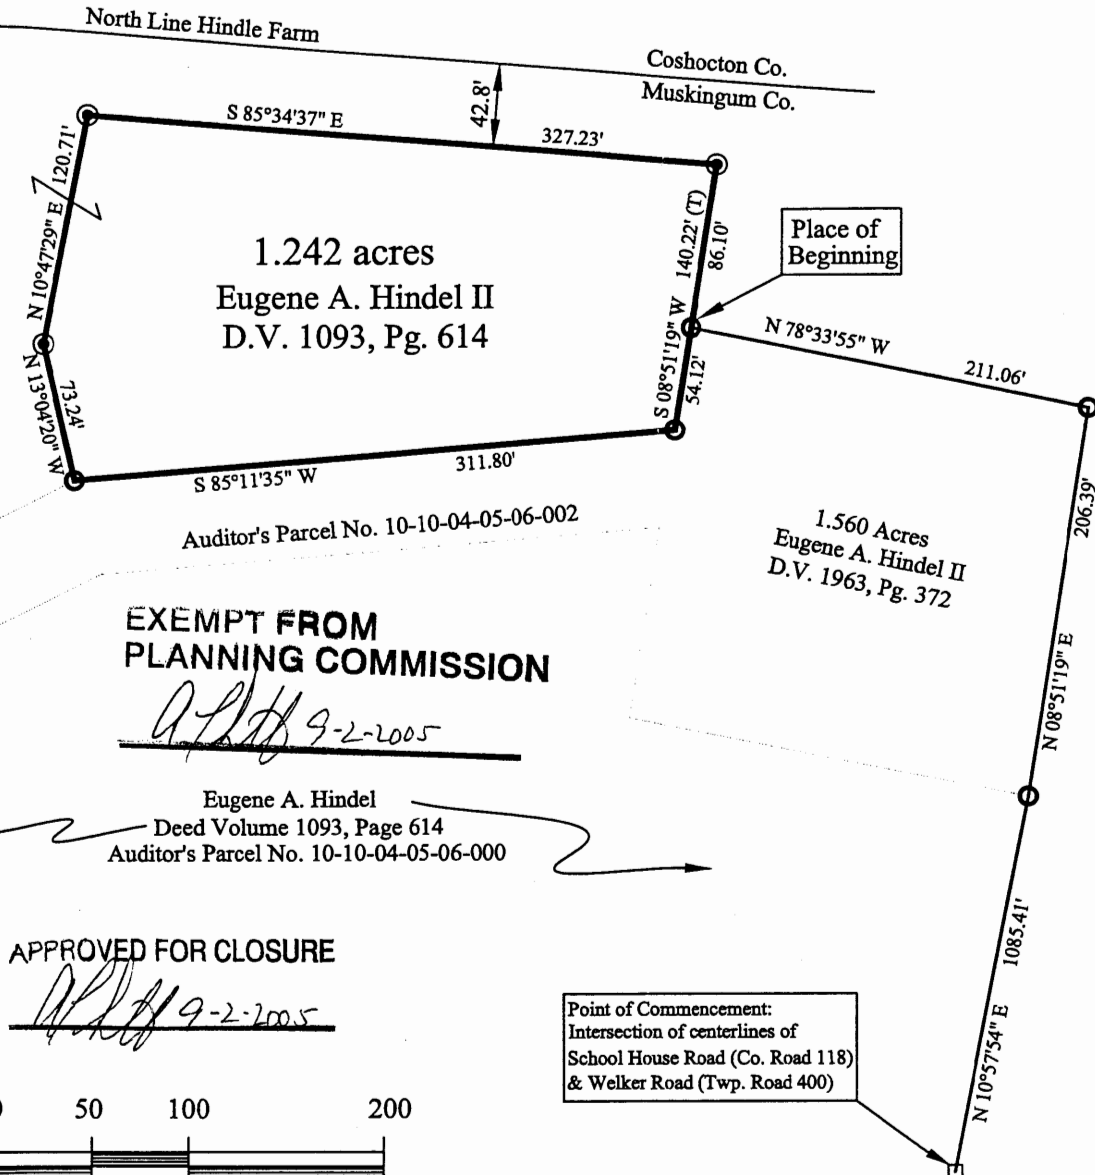 North Line Hindle Farm
Coshocton Co.
Muskingum Co.
42.8'
S 85°34'37" E
327.23'
N 10°47'29" E
120.71'
140.22' (T)
86.10'
Place of
Beginning
1.242 acres
Eugene A. Hindel II
D.V. 1093, Pg. 614
S 08°51'19" W
54.12'
N 78°33'55" W
211.06'
N 13°04'20" W
73.24'
S 85°11'35" W
311.80'
206.39'
N 08°51'19" E
Auditor's Parcel No. 10-10-04-05-06-002
1.560 Acres
Eugene A. Hindel II
D.V. 1963, Pg. 372
EXEMPT FROM
PLANNING COMMISSION
9-2-2005
Eugene A. Hindel
Deed Volume 1093, Page 614
Auditor's Parcel No. 10-10-04-05-06-000
APPROVED FOR CLOSURE
9-2-2005
1085.41'
N 10°57'54" E
Point of Commencement:
Intersection of centerlines of
School House Road (Co. Road 118)
& Welker Road (Twp. Road 400)
50 100 200